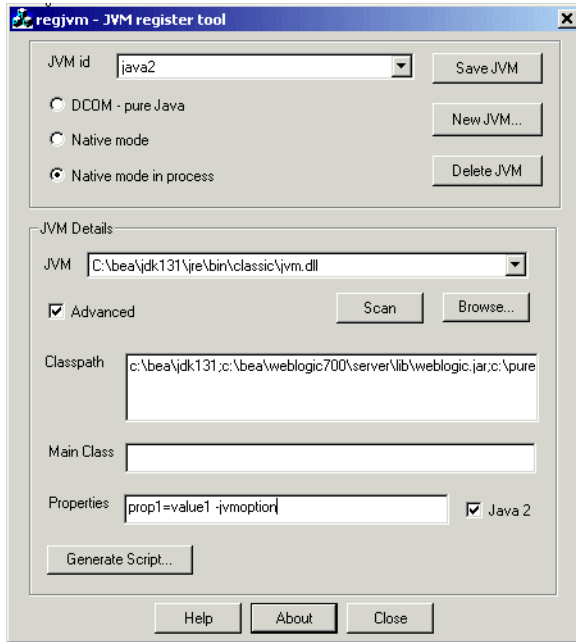 regjvm - JVM register tool
JVM id java2 Save JVM
DCOM - pure Java
New JVM...
Native mode
Native mode in process Delete JVM
JVM Details
JVM C:\bea\jdk131\jre\bin\classic\jvm.dll
Advanced Scan Browse...
Classpath c:\bea\jdk131;c:\bea\weblogic700\server\lib\weblogic.jar;c:\pure
Main Class
Properties prop1=value1 -jvmoption Java 2
Generate Script...
Help About Close